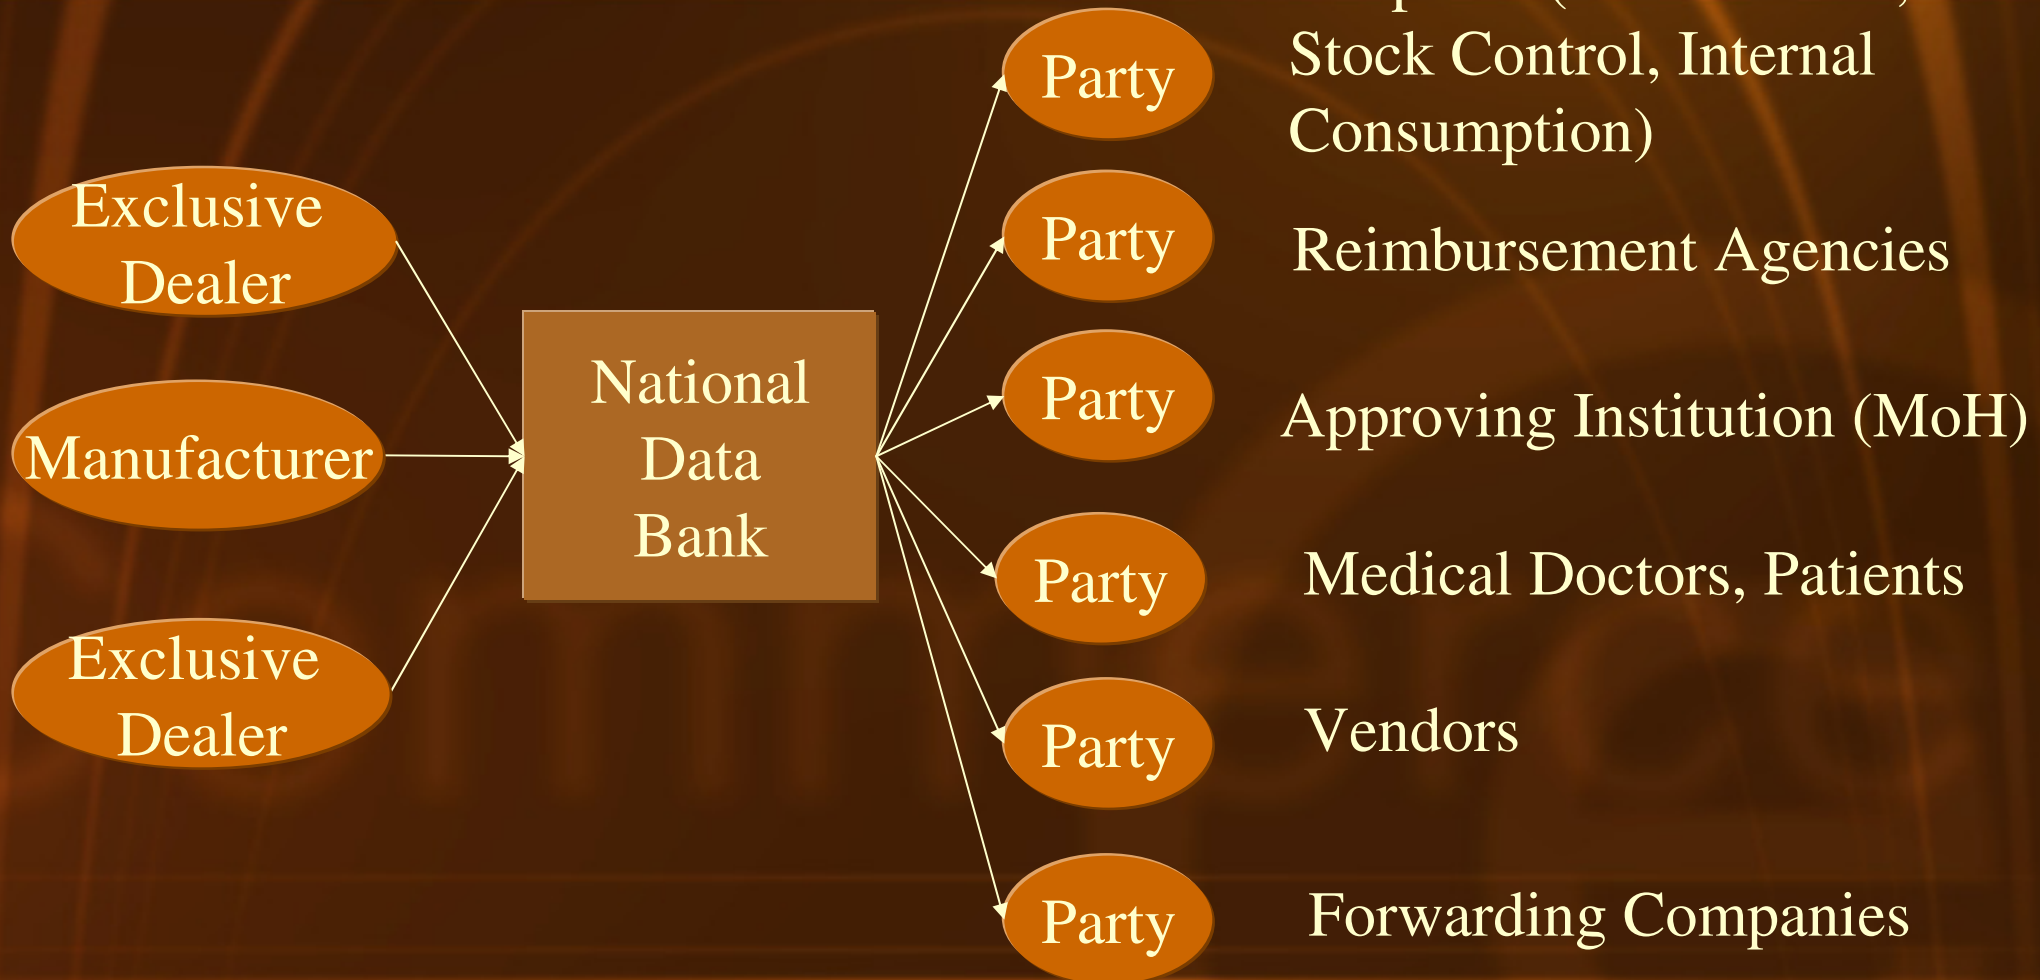 Party
Stock Control, Internal
Consumption)
Exclusive
Dealer
Party
Reimbursement Agencies
National
Data
Bank
Party
Approving Institution (MoH)
Manufacturer
Party
Medical Doctors, Patients
Exclusive
Dealer
Party
Vendors
Party
Forwarding Companies